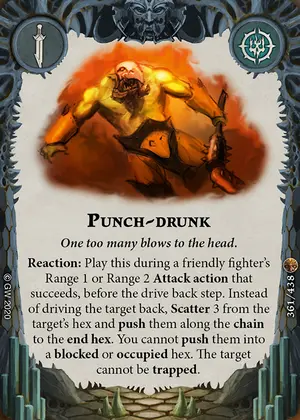 Punch-drunk
One too many blows to the head.
Reaction: Play this during a friendly fighter's
Range 1 or Range 2 Attack action that
succeeds, before the drive back step. Instead
of driving the target back, Scatter 3 from the
target's hex and push them along the chain
to the end hex. You cannot push them into
a blocked or occupied hex. The target
cannot be trapped.
© GW 2020
361/438